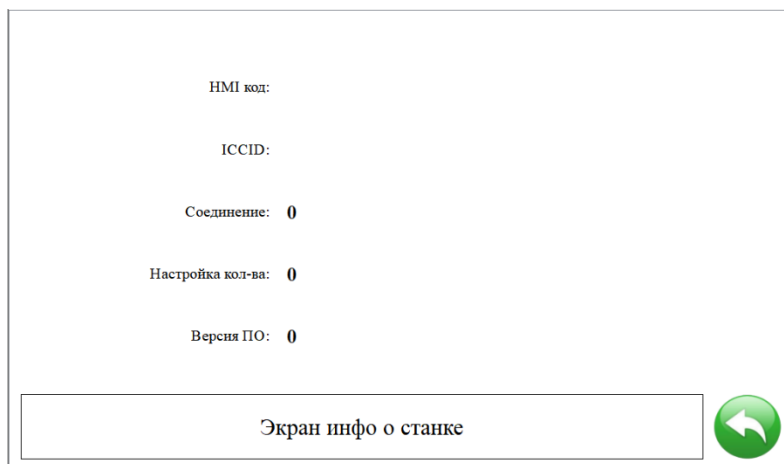 HMI код:
ICCID:
Соединение: 0
Настройка кол-ва: 0
Версия ПО: 0
Экран инфо о станке